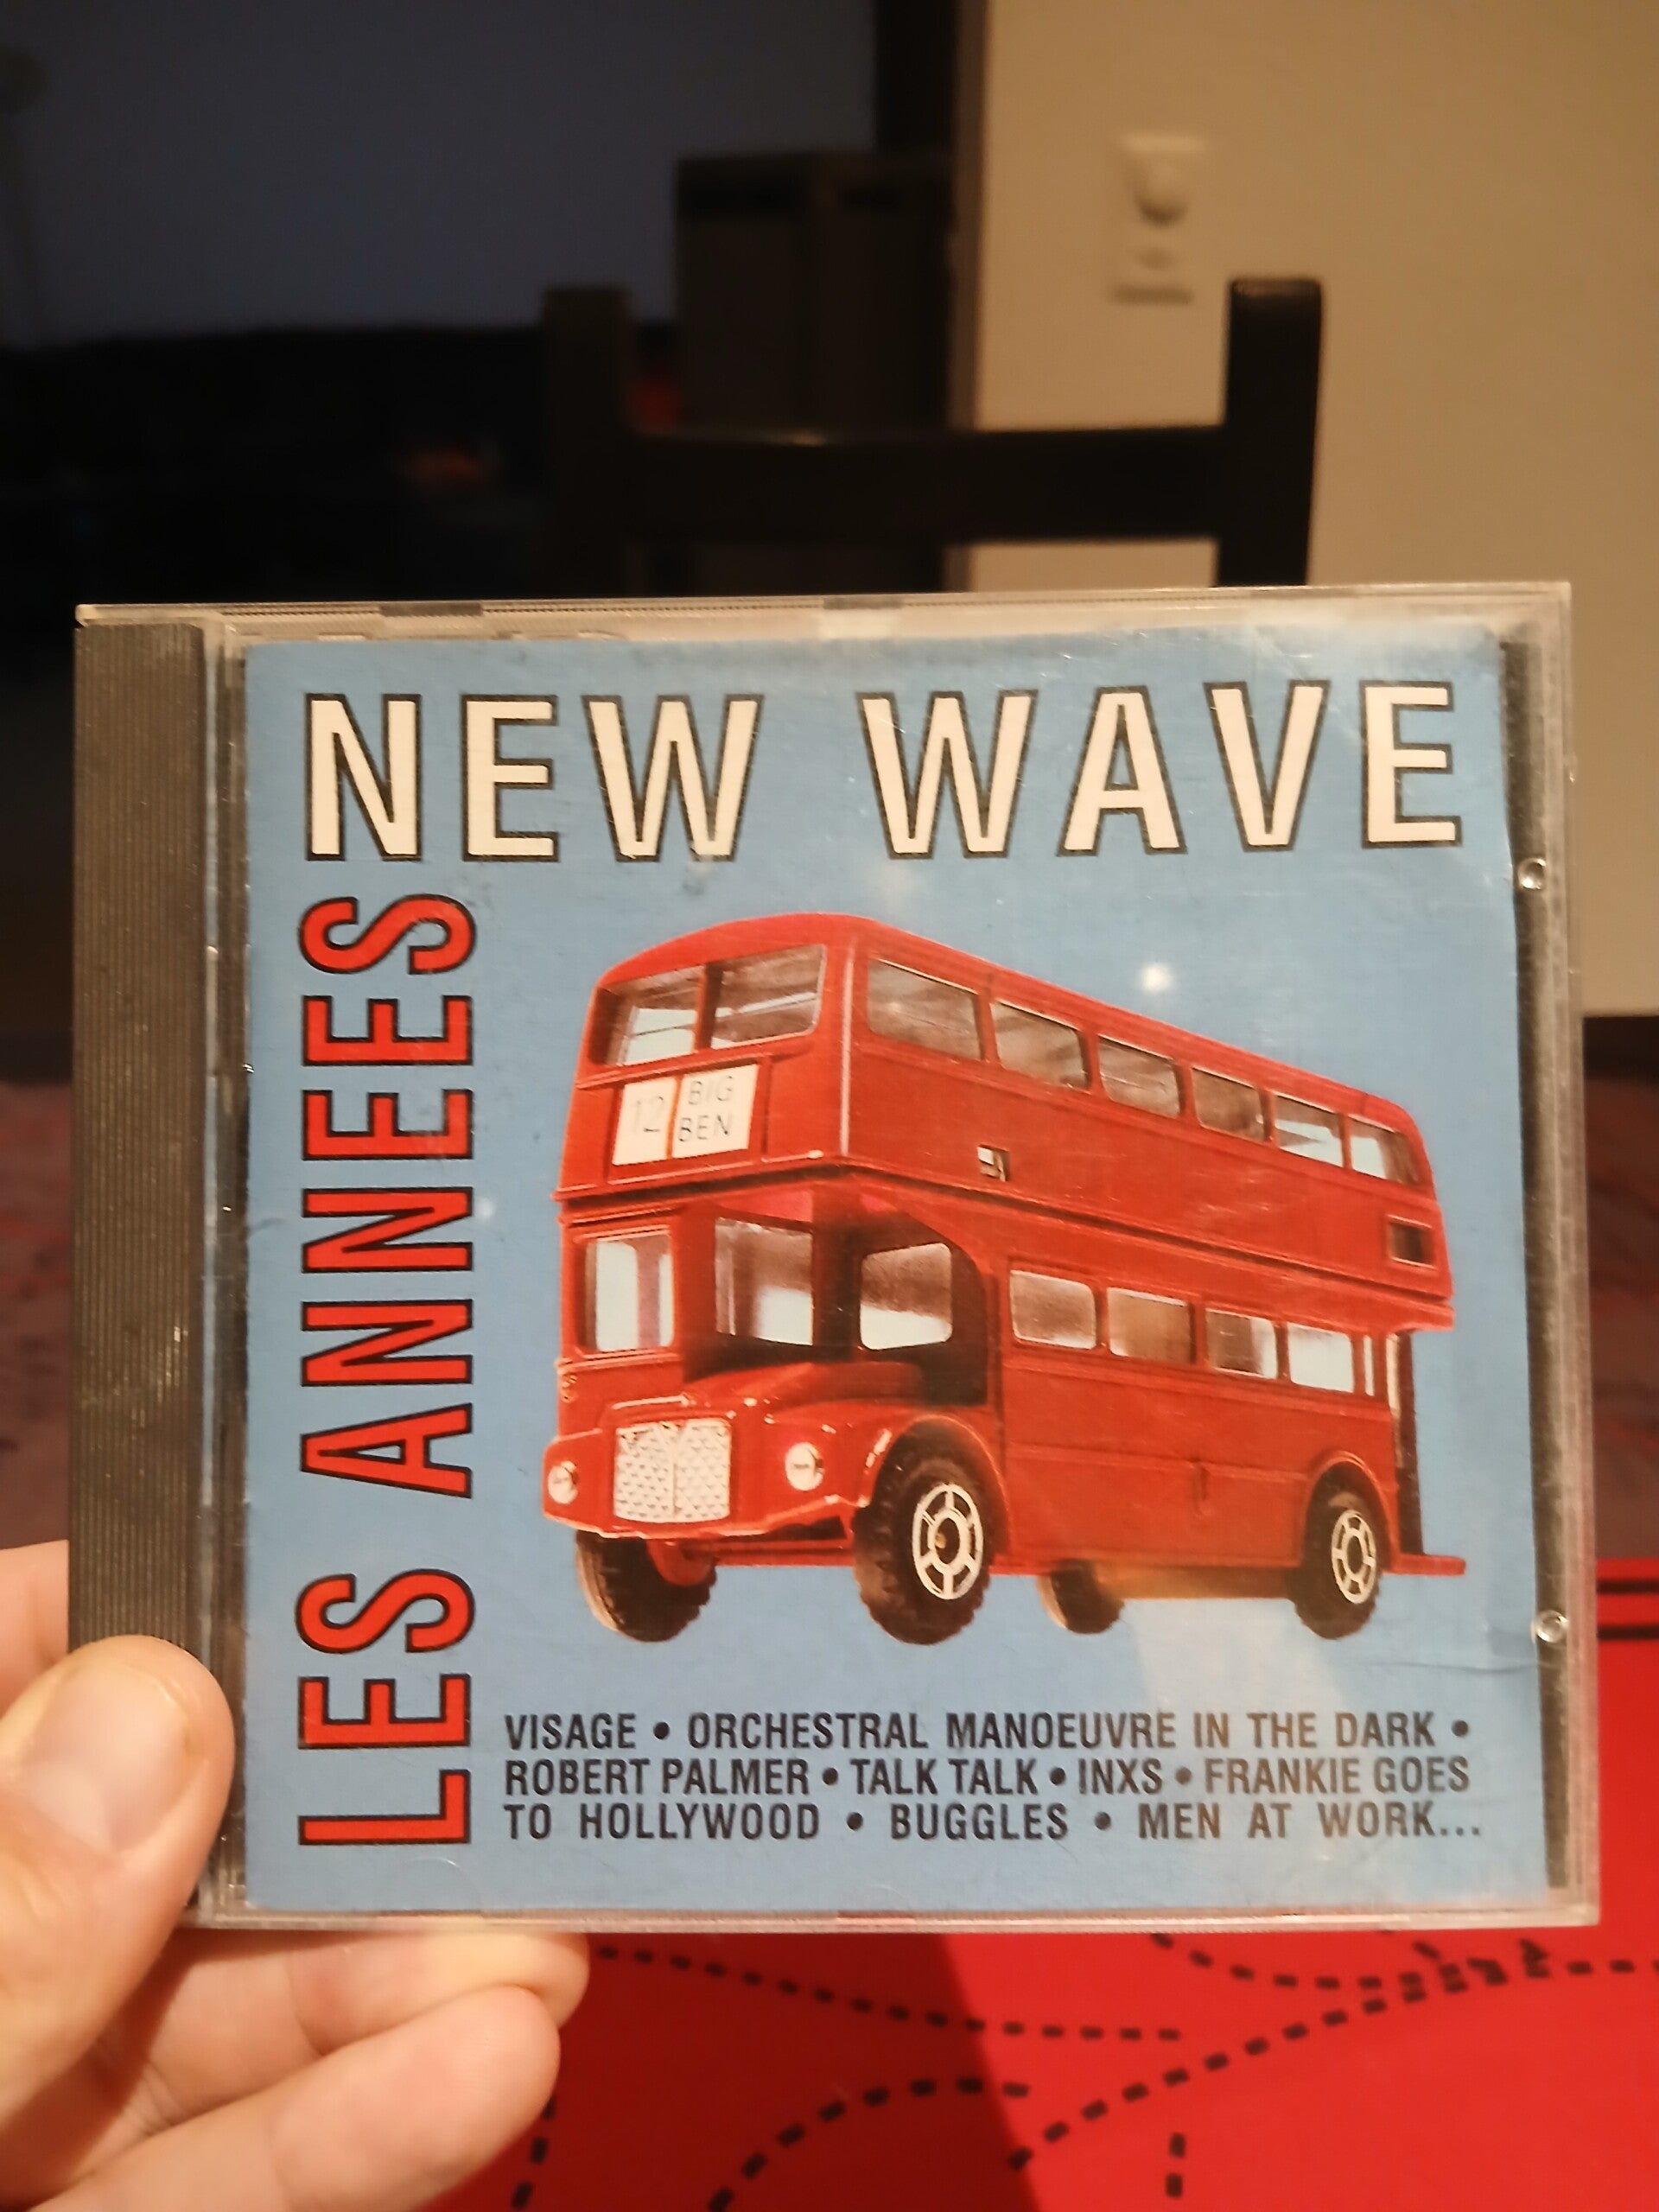 NEW WAVE
LES ANNEES
12 BIG
BEN
VISAGE • ORCHESTRAL MANOEUVRE IN THE DARK •
ROBERT PALMER • TALK TALK • INXS • FRANKIE GOES
TO HOLLYWOOD • BUGGLES • MEN AT WORK...